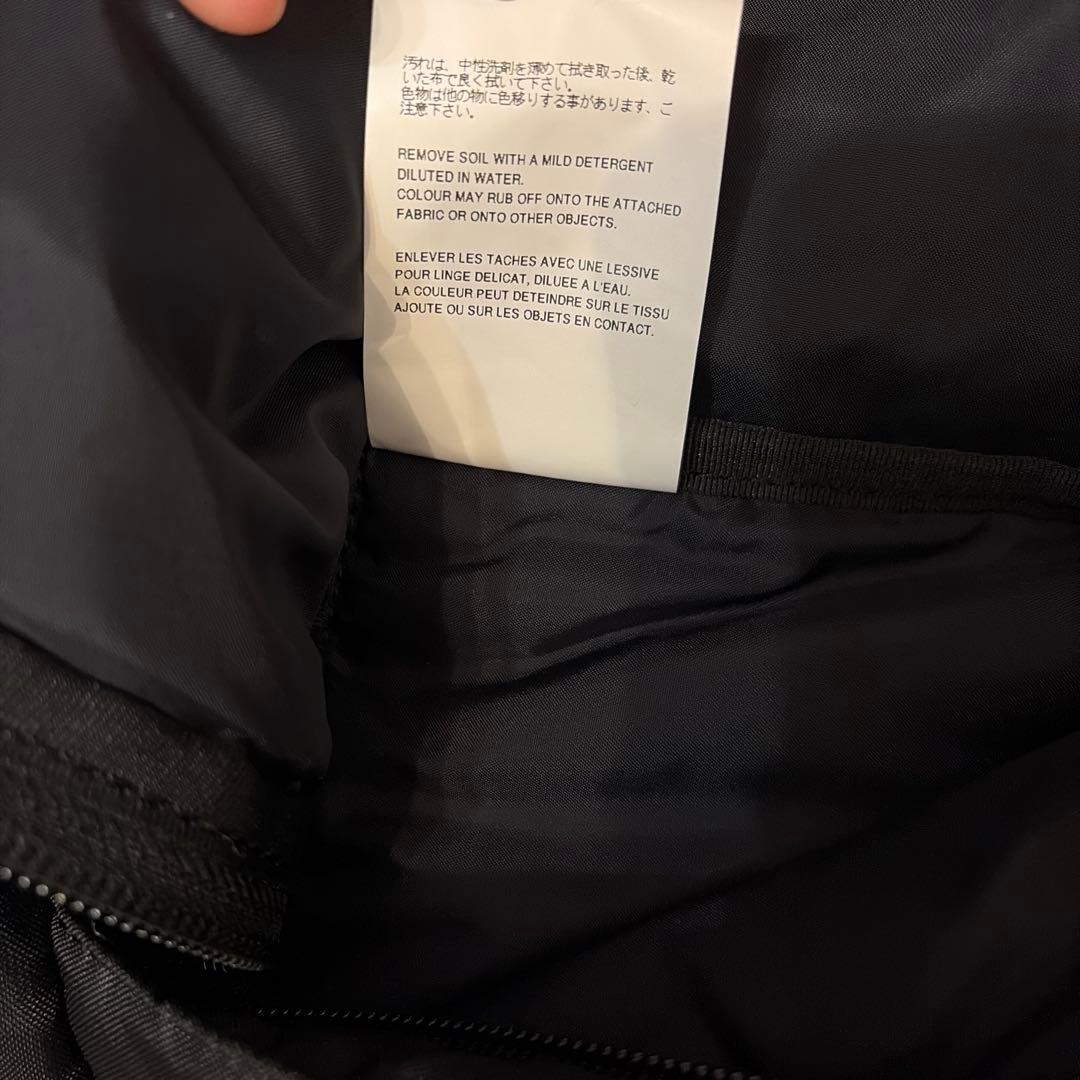 汚れは、中性洗剤を薄めて拭き取った後、乾
いた布で良く拭いて下さい。
色物は他の物に色移りする事があります、ご
注意下さい。
REMOVE SOIL WITH A MILD DETERGENT
DILUTED IN WATER.
COLOUR MAY RUB OFF ONTO THE ATTACHED
FABRIC OR ONTO OTHER OBJECTS.
ENLEVER LES TACHES AVEC UNE LESSIVE
POUR LINGE DELICAT, DILUEE A L'EAU.
LA COULEUR PEUT DETEINDRE SUR LE TISSU
AJOUTE OU SUR LES OBJETS EN CONTACT.